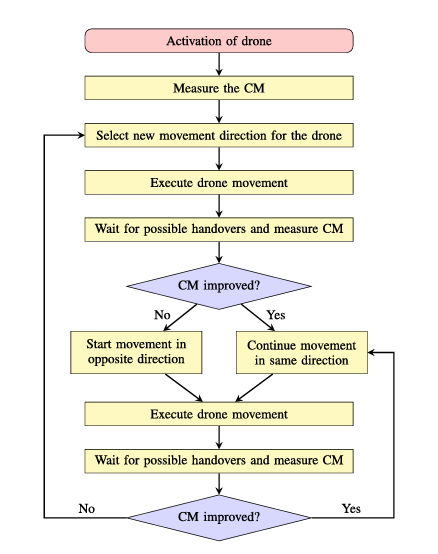 Activation of drone
Measure the CM
Select new movement direction for the drone
Execute drone movement
Wait for possible handovers and measure CM
CM improved?
No
Yes
Start movement in
opposite direction
Continue movement
in same direction
Execute drone movement
Wait for possible handovers and measure CM
CM improved?
No
Yes